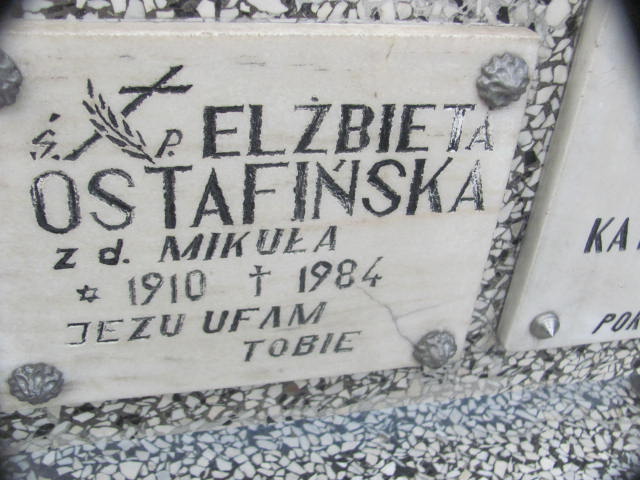 Ś. P. ELŻBIETA
OSTAFIŃSKA
z d. MIKUŁA
✡ 1910 † 1984
JEZU UFAM
TOBIE